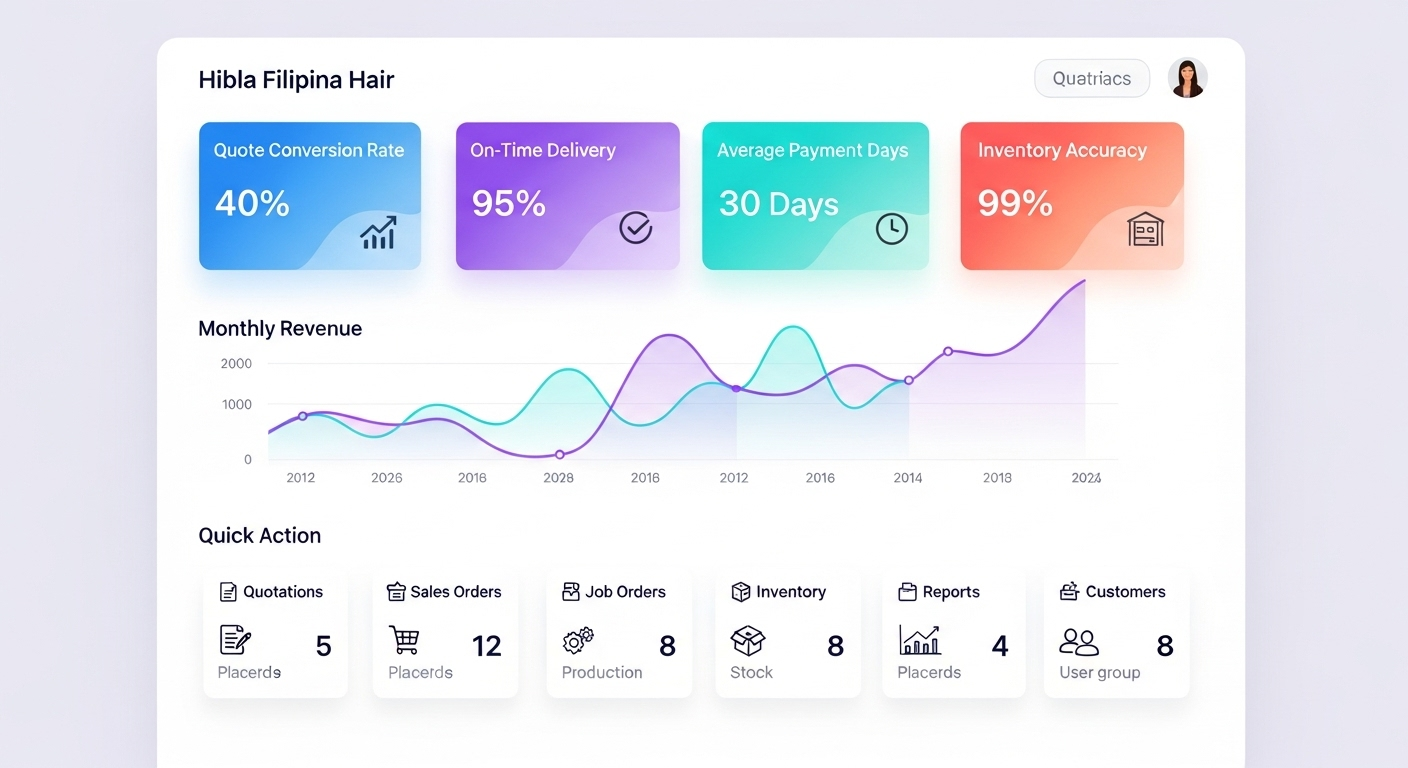 Hibla Filipina Hair
Quatriacs
Quote Conversion Rate
40%
On-Time Delivery
95%
Average Payment Days
30 Days
Inventory Accuracy
99%
Monthly Revenue
2000
1000
0
2012 2026 2016 2028 2016 2012 2016 2014 2013 2024
Quick Action
Quotations
5
Placerds
Sales Orders
12
Placerds
Job Orders
8
Production
Inventory
8
Stock
Reports
4
Placerds
Customers
8
User group